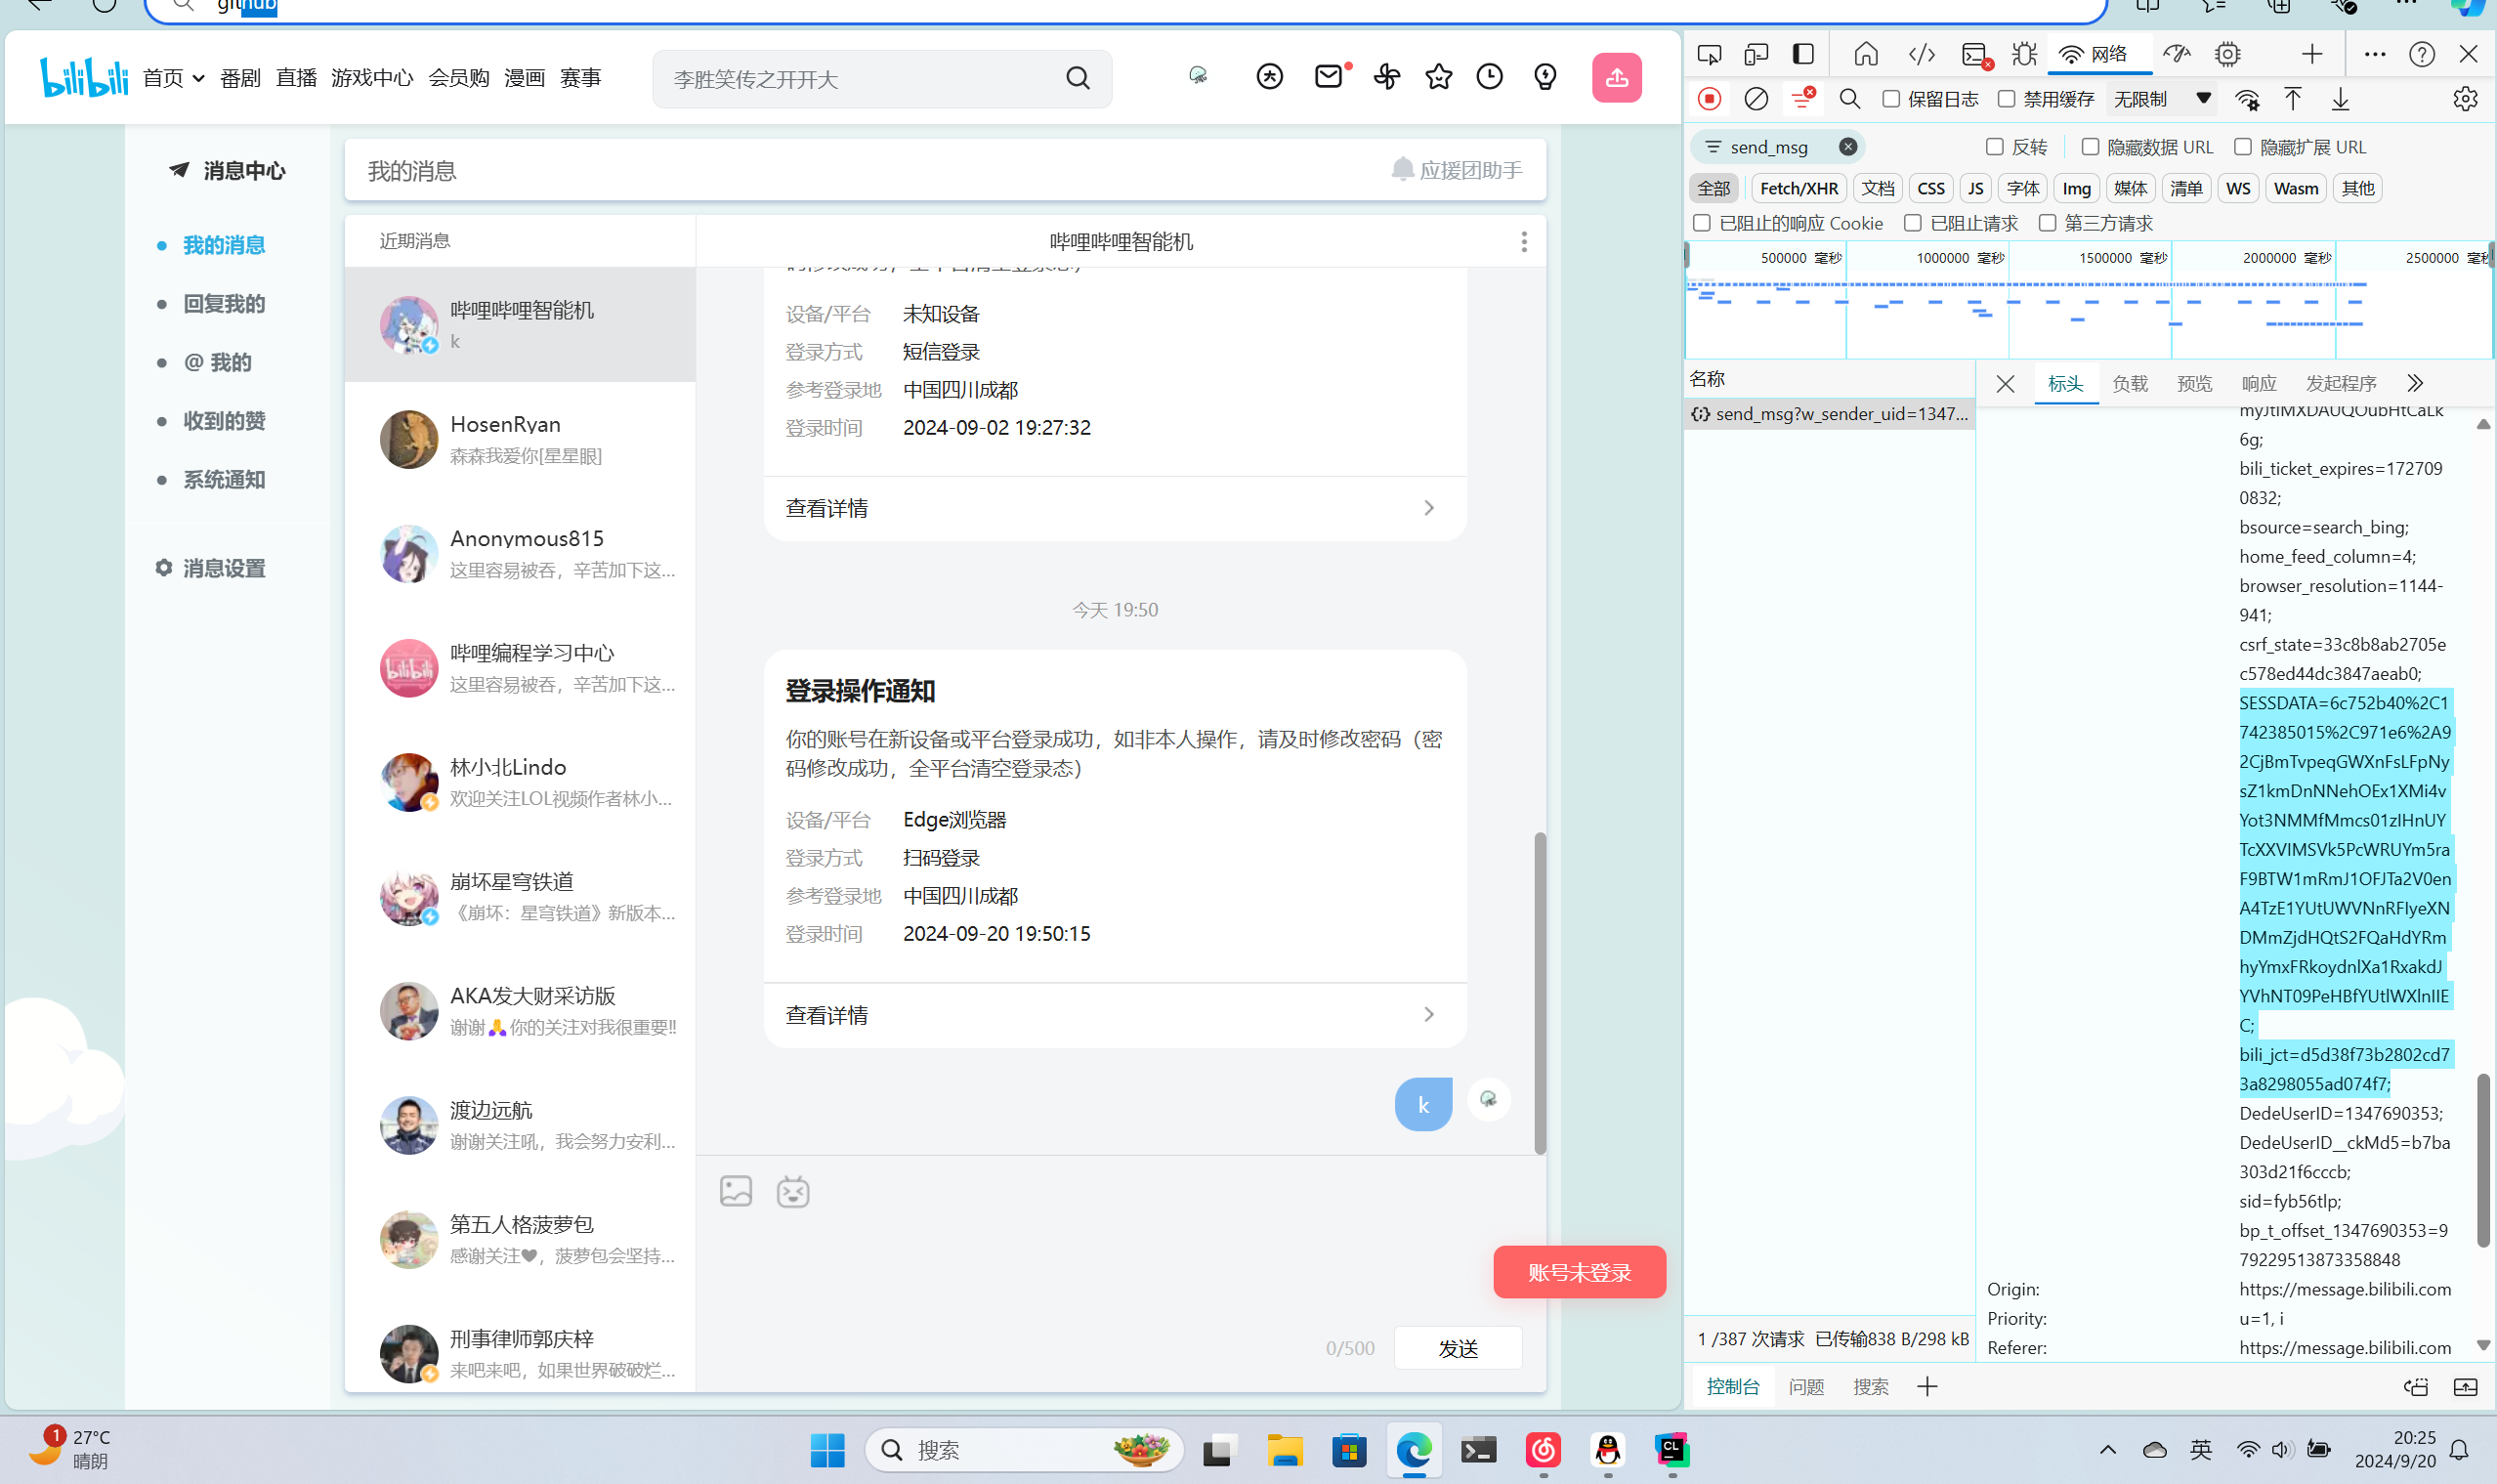 github
bilibili 首页 番剧 直播 游戏中心 会员购 漫画 赛事
李胜笑传之开开大
消息中心
我的消息
回复我的
@ 我的
收到的赞
系统通知
消息设置
我的消息
应援团助手
近期消息
哔哩哔哩智能机
k
HosenRyan
森森我爱你[星星眼]
Anonymous815
这里容易被吞，辛苦加下这...
哔哩编程学习中心
这里容易被吞，辛苦加下这...
林小北Lindo
欢迎关注LOL视频作者林小...
崩坏星穹铁道
《崩坏：星穹铁道》新版本...
AKA发大财采访版
谢谢🙏你的关注对我很重要‼
渡边远航
谢谢关注吼，我会努力安利...
第五人格菠萝包
感谢关注❤，菠萝包会坚持...
刑事律师郭庆梓
来吧来吧，如果世界破破烂...
哔哩哔哩智能机
设备/平台 未知设备
登录方式 短信登录
参考登录地 中国四川成都
登录时间 2024-09-02 19:27:32
查看详情
今天 19:50
登录操作通知
你的账号在新设备或平台登录成功，如非本人操作，请及时修改密码（密
码修改成功，全平台清空登录态）
设备/平台 Edge浏览器
登录方式 扫码登录
参考登录地 中国四川成都
登录时间 2024-09-20 19:50:15
查看详情
k
账号未登录
0/500 发送
网络
保留日志 禁用缓存 无限制
send_msg 反转 隐藏数据 URL 隐藏扩展 URL
全部 Fetch/XHR 文档 CSS JS 字体 Img 媒体 清单 WS Wasm 其他
已阻止的响应 Cookie 已阻止请求 第三方请求
500000 毫秒 1000000 毫秒 1500000 毫秒 2000000 毫秒 2500000 毫秒
名称
send_msg?w_sender_uid=1347...
标头 负载 预览 响应 发起程序
6g;
bili_ticket_expires=172709
0832;
bsource=search_bing;
home_feed_column=4;
browser_resolution=1144-
941;
csrf_state=33c8b8ab2705e
c578ed44dc3847aeab0;
SESSDATA=6c752b40%2C1
742385015%2C971e6%2A9
2CjBmTvpeqGWXnFsLFpNy
sZ1kmDnNNehOEx1XMi4v
Yot3NMMfMmcs01zIHnUY
TcXXVIMSVk5PcWRUYm5ra
F9BTW1mRmJ1OFJTa2V0en
A4TzE1YUtUWVNnRFIyeXN
DMmZjdHQtS2FQaHdYRm
hyYmxFRkoydnlXa1RxakdJ
YVhNT09PeHBfYUtlWXlnIIE
C;
bili_jct=d5d38f73b2802cd7
3a8298055ad074f7;
DedeUserID=1347690353;
DedeUserID__ckMd5=b7ba
303d21f6cccb;
sid=fyb56tlp;
bp_t_offset_1347690353=9
79229513873358848
Origin: https://message.bilibili.com
Priority: u=1, i
Referer: https://message.bilibili.com
1 /387 次请求 已传输838 B/298 kB
控制台 问题 搜索
1
27°C
晴朗
搜索
英
20:25
2024/9/20